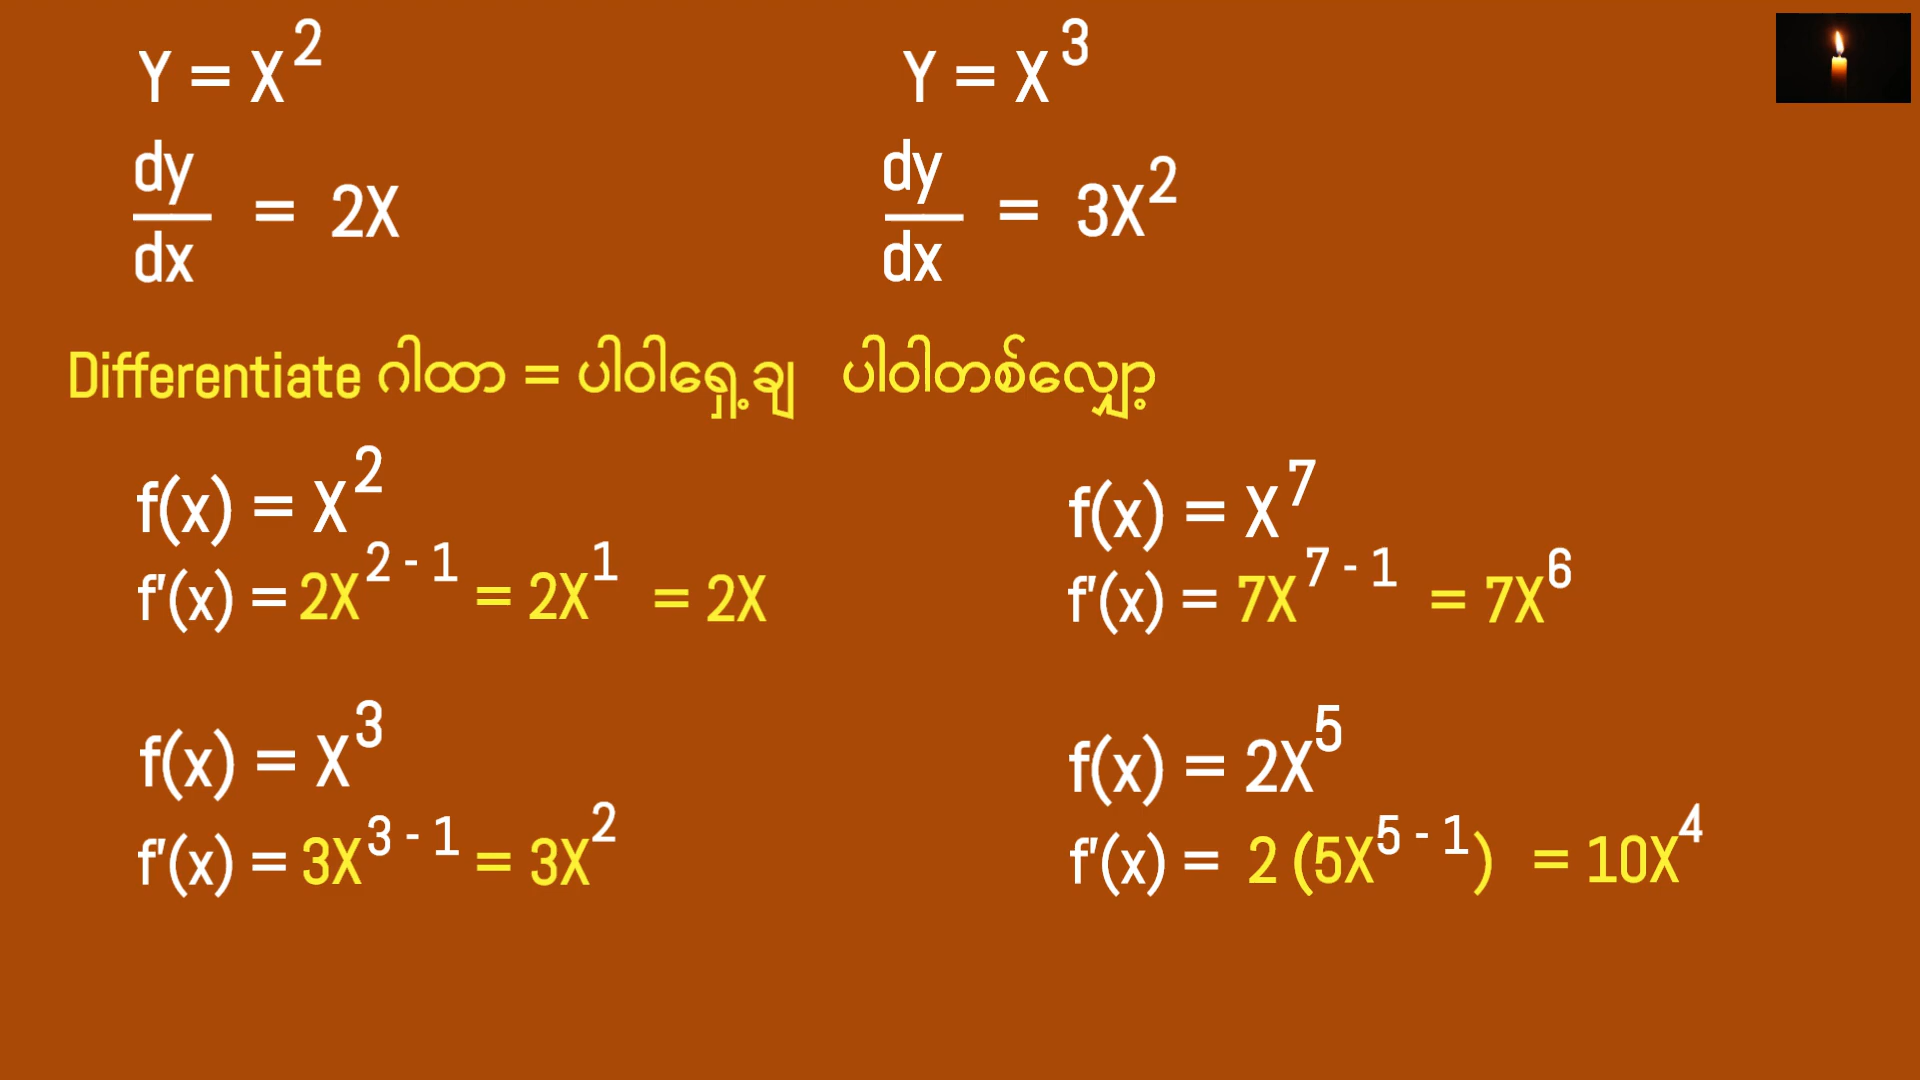 Y = X²
dy/dx = 2X
Y = X³
dy/dx = 3X²
Differentiate ဂါထာ = ပါဝါရှေ့ချ ပါဝါတစ်လျှော့
f(x) = X²
f'(x) = 2X²⁻¹ = 2X¹ = 2X
f(x) = X⁷
f'(x) = 7X⁷⁻¹ = 7X⁶
f(x) = X³
f'(x) = 3X³⁻¹ = 3X²
f(x) = 2X⁵
f'(x) = 2 (5X⁵⁻¹) = 10X⁴